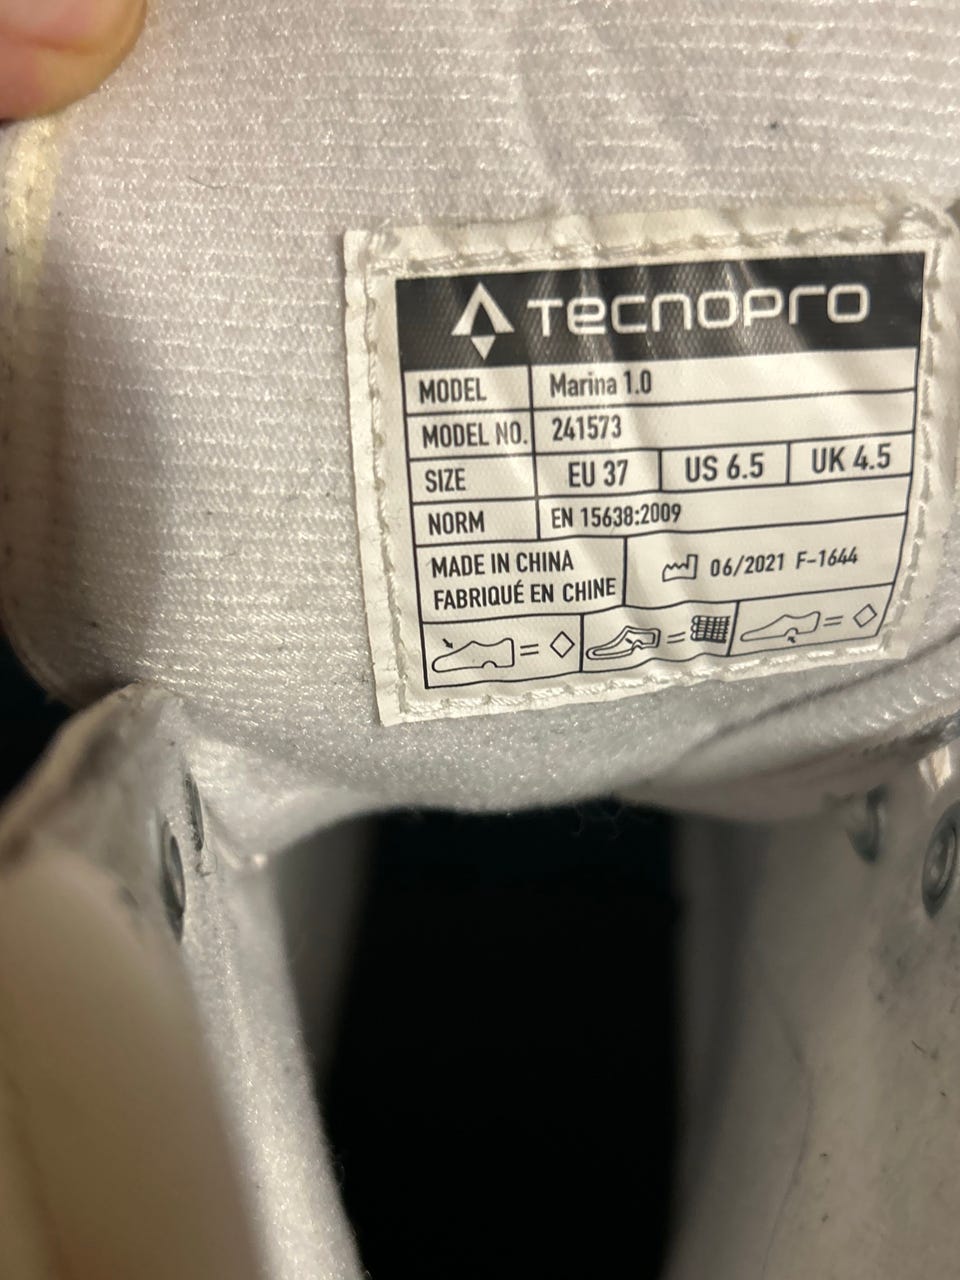 TECNOPRO
MODEL Marina 1.0
MODEL NO. 241573
SIZE EU 37 US 6.5 UK 4.5
NORM EN 15638:2009
MADE IN CHINA
FABRIQUÉ EN CHINE
06/2021 F-1644